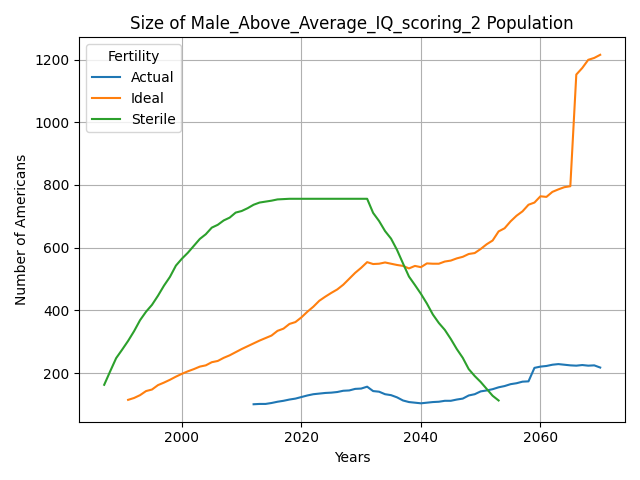 Size of Male_Above_Average_IQ_scoring_2 Population
Fertility
Actual
Ideal
Sterile
Number of Americans
1200
1000
800
600
400
200
2000
2020
2040
2060
Years